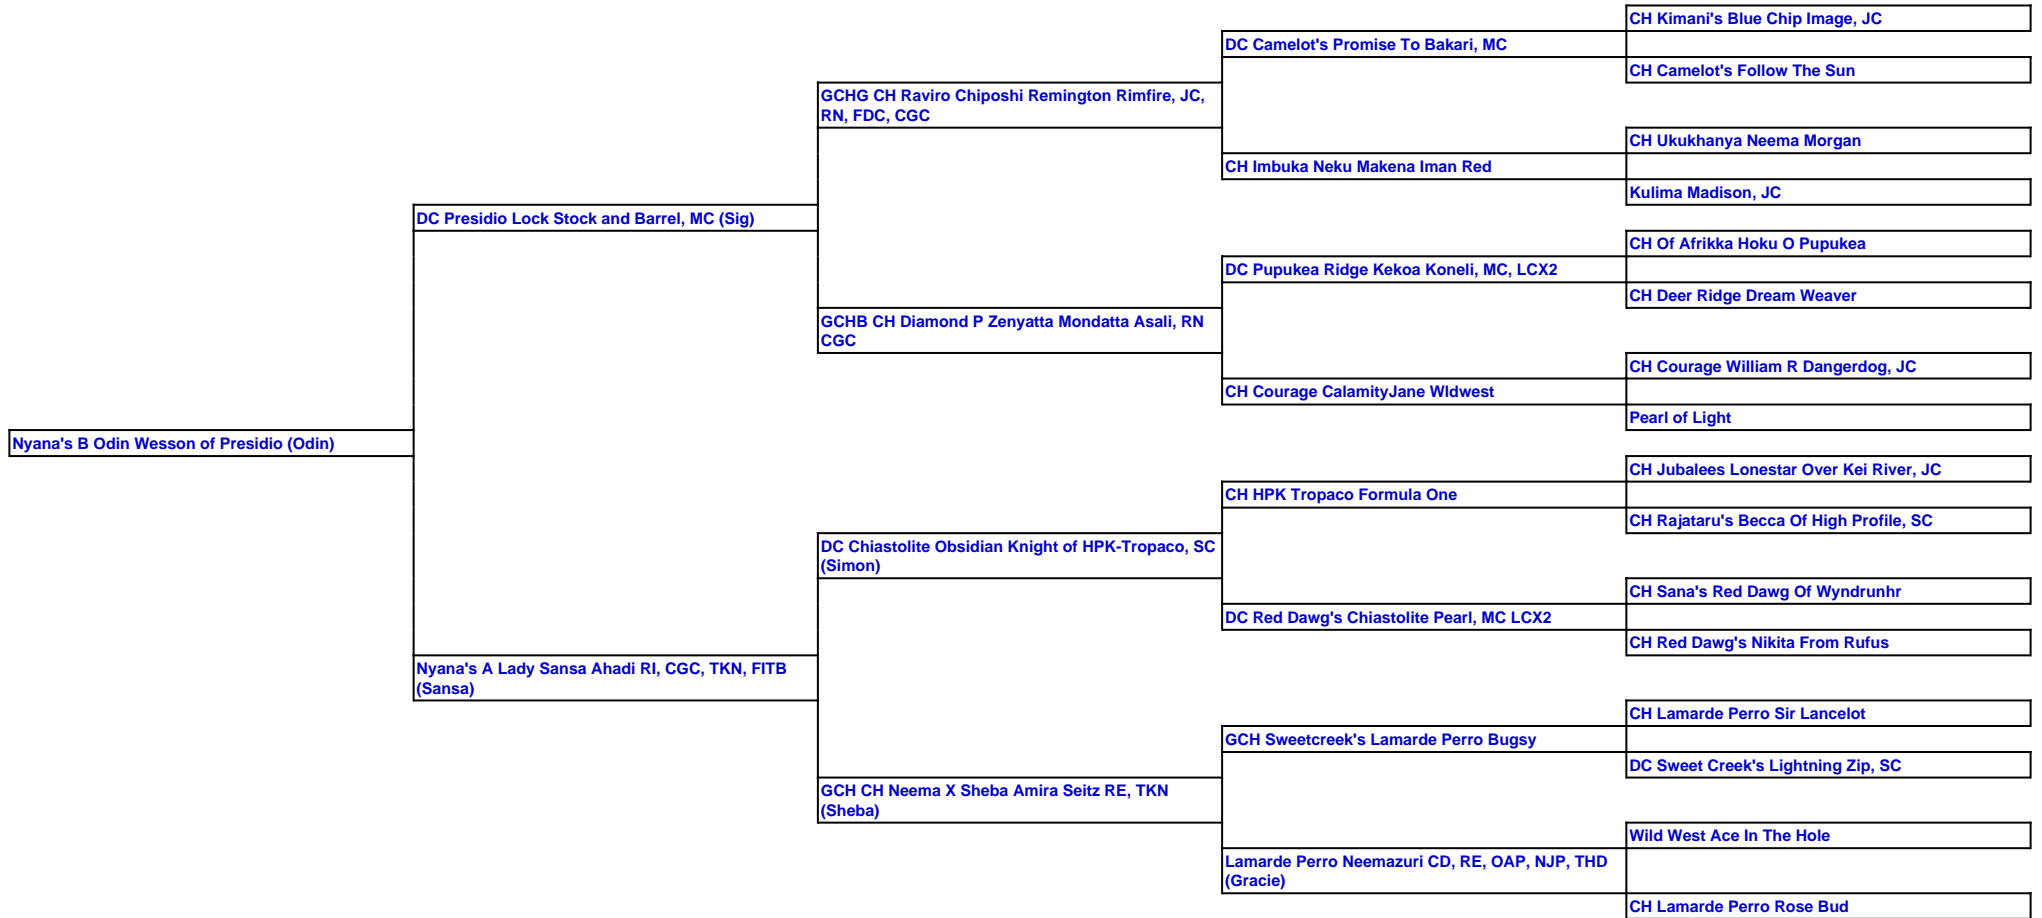 CH Kimani's Blue Chip Image, JC
DC Camelot's Promise To Bakari, MC
CH Camelot's Follow The Sun
GCHG CH Raviro Chiposhi Remington Rimfire, JC,
RN, FDC, CGC
CH Ukukhanya Neema Morgan
CH Imbuka Neku Makena Iman Red
Kulima Madison, JC
DC Presidio Lock Stock and Barrel, MC (Sig)
CH Of Afrikka Hoku O Pupukea
DC Pupukea Ridge Kekoa Koneli, MC, LCX2
CH Deer Ridge Dream Weaver
GCHB CH Diamond P Zenyatta Mondatta Asali, RN
CGC
CH Courage William R Dangerdog, JC
CH Courage CalamityJane Wldwest
Pearl of Light
Nyana's B Odin Wesson of Presidio (Odin)
CH Jubalees Lonestar Over Kei River, JC
CH HPK Tropaco Formula One
CH Rajataru's Becca Of High Profile, SC
DC Chiastolite Obsidian Knight of HPK-Tropaco, SC
(Simon)
CH Sana's Red Dawg Of Wyndrunhr
DC Red Dawg's Chiastolite Pearl, MC LCX2
CH Red Dawg's Nikita From Rufus
Nyana's A Lady Sansa Ahadi RI, CGC, TKN, FITB
(Sansa)
CH Lamarde Perro Sir Lancelot
GCH Sweetcreek's Lamarde Perro Bugsy
DC Sweet Creek's Lightning Zip, SC
GCH CH Neema X Sheba Amira Seitz RE, TKN
(Sheba)
Wild West Ace In The Hole
Lamarde Perro Neemazuri CD, RE, OAP, NJP, THD
(Gracie)
CH Lamarde Perro Rose Bud